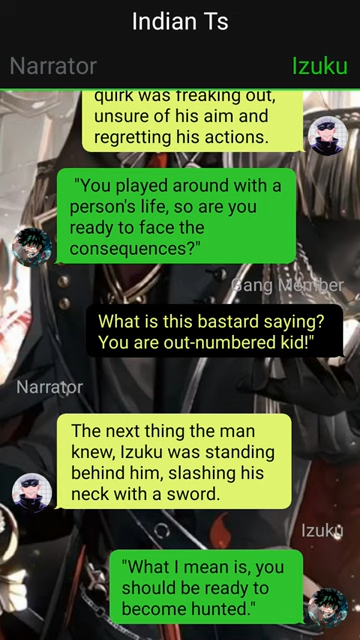 Indian Ts
Narrator
Izuku
quirk was freaking out,
unsure of his aim and
regretting his actions.
"You played around with a
person's life, so are you
ready to face the
consequences?"
Gang Member
What is this bastard saying?
You are out-numbered kid!"
Narrator
The next thing the man
knew, Izuku was standing
behind him, slashing his
neck with a sword.
Izuku
"What I mean is, you
should be ready to
become hunted."